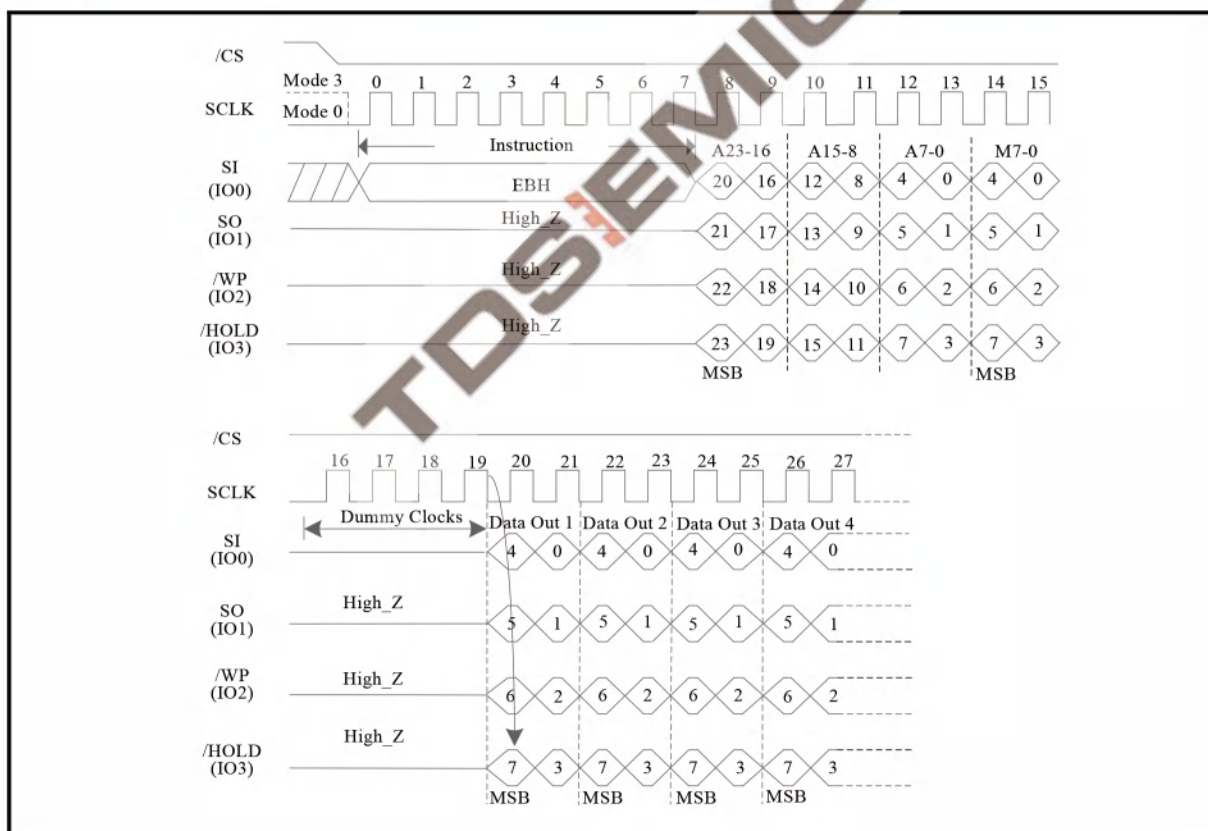 /CS
Mode 3 0 1 2 3 4 5 6 7 8 9 10 11 12 13 14 15
SCLK Mode 0
Instruction A23-16 A15-8 A7-0 M7-0
SI
(IO0) EBH 20 16 12 8 4 0 4 0
High_Z
SO
(IO1) 21 17 13 9 5 1 5 1
High_Z
/WP
(IO2) 22 18 14 10 6 2 6 2
High_Z
/HOLD
(IO3) 23 19 15 11 7 3 7 3
MSB MSB
TDSEMIC
/CS
16 17 18 19 20 21 22 23 24 25 26 27
SCLK
Dummy Clocks Data Out 1 Data Out 2 Data Out 3 Data Out 4
SI
(IO0) 4 0 4 0 4 0 4 0
High_Z
SO
(IO1) 5 1 5 1 5 1 5 1
High_Z
/WP
(IO2) 6 2 6 2 6 2 6 2
High_Z
/HOLD
(IO3) 7 3 7 3 7 3 7 3
MSB MSB MSB MSB